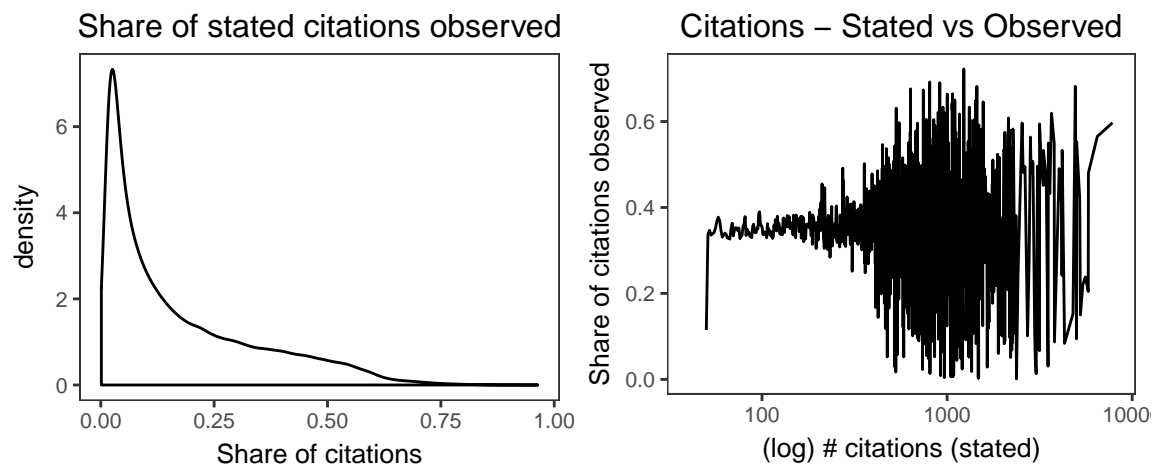 Share of stated citations observed
density
6
4
2
0
0.00 0.25 0.50 0.75 1.00
Share of citations
Citations – Stated vs Observed
Share of citations observed
0.6
0.4
0.2
0.0
100 1000 1000
(log) # citations (stated)